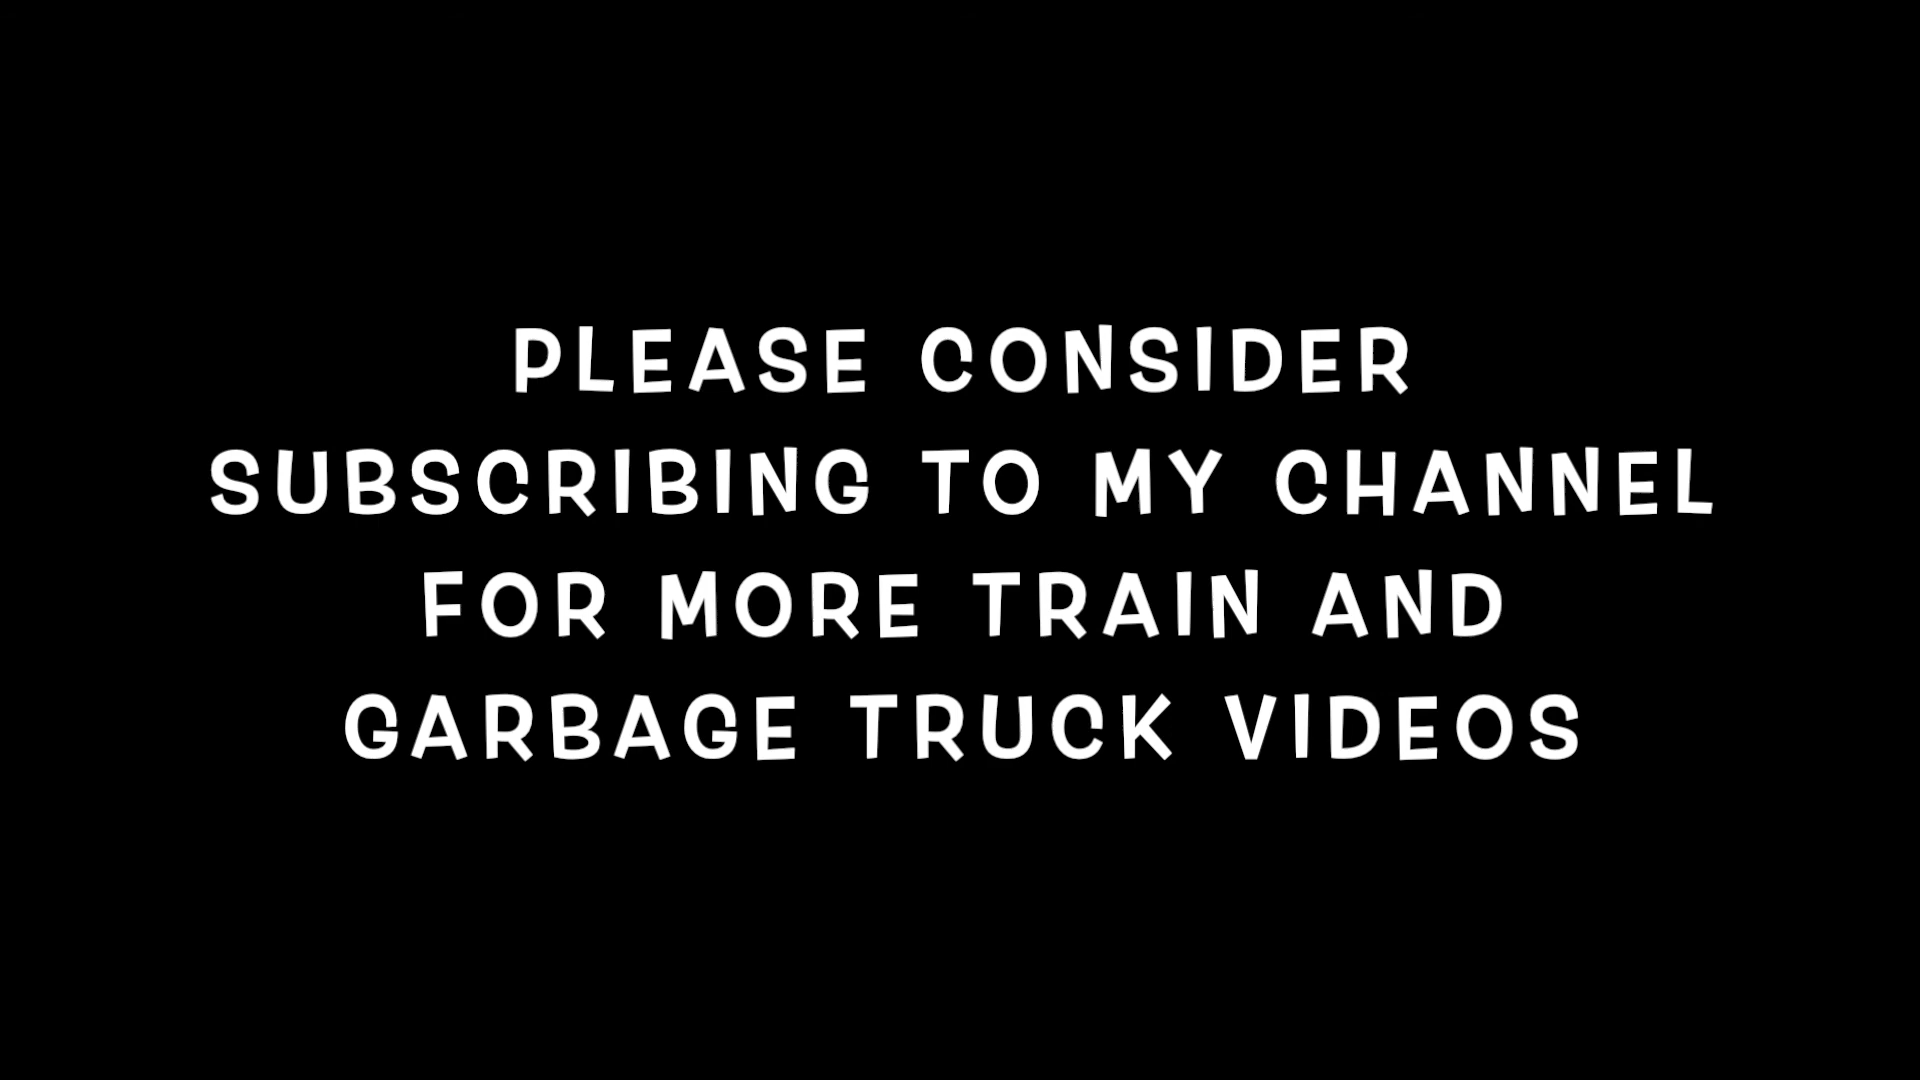 PLEASE CONSIDER
SUBSCRIBING TO MY CHANNEL
FOR MORE TRAIN AND
GARBAGE TRUCK VIDEOS